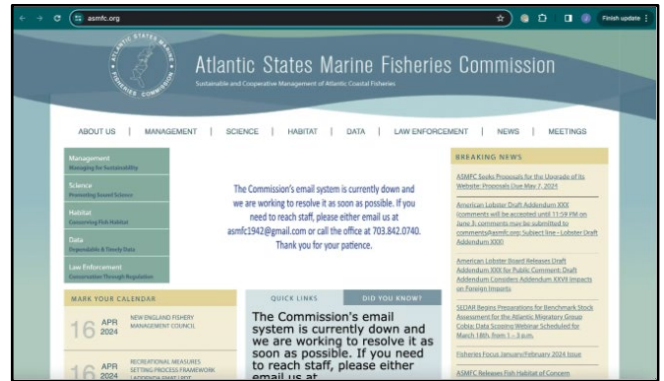 asmfc.org
Finish update
ATLANTIC STATES MARINE FISHERIES COMMISSION
Atlantic States Marine Fisheries Commission
Sustainable and Cooperative Management of Atlantic Coastal Fisheries
ABOUT US | MANAGEMENT | SCIENCE | HABITAT | DATA | LAW ENFORCEMENT | NEWS | MEETINGS
Management
Managing for Sustainability
Science
Promoting Sound Science
Habitat
Conserving Fish Habitat
Data
Dependable & Timely Data
Law Enforcement
Conservation Through Regulation
The Commission's email system is currently down and
we are working to resolve it as soon as possible. If you
need to reach staff, please either email us at
asmfc1942@gmail.com or call the office at 703.842.0740.
Thank you for your patience.
BREAKING NEWS
ASMFC Seeks Proposals for the Upgrade of its
Website: Proposals Due May 7, 2024
American Lobster Draft Addendum XXX
(comments will be accepted until 11:59 PM on
June 3; comments may be submitted to
comments@asmfc.org; Subject line - Lobster Draft
Addendum XXX)
American Lobster Board Releases Draft
Addendum XXX for Public Comment: Draft
Addendum Considers Addendum XXVII Impacts
on Foreign Imports
SEDAR Begins Preparations for Benchmark Stock
Assessment for the Atlantic Migratory Group
Cobia: Data Scoping Webinar Scheduled for
March 18th, from 1 – 3 p.m.
Fisheries Focus January/February 2024 Issue
ASMFC Releases Fish Habitat of Concern
MARK YOUR CALENDAR
16 APR 2024
NEW ENGLAND FISHERY
MANAGEMENT COUNCIL
16 APR 2024
RECREATIONAL MEASURES
SETTING PROCESS FRAMEWORK
QUICK LINKS
DID YOU KNOW?
The Commission's email
system is currently down and
we are working to resolve it as
soon as possible. If you need
to reach staff, please either
email us at